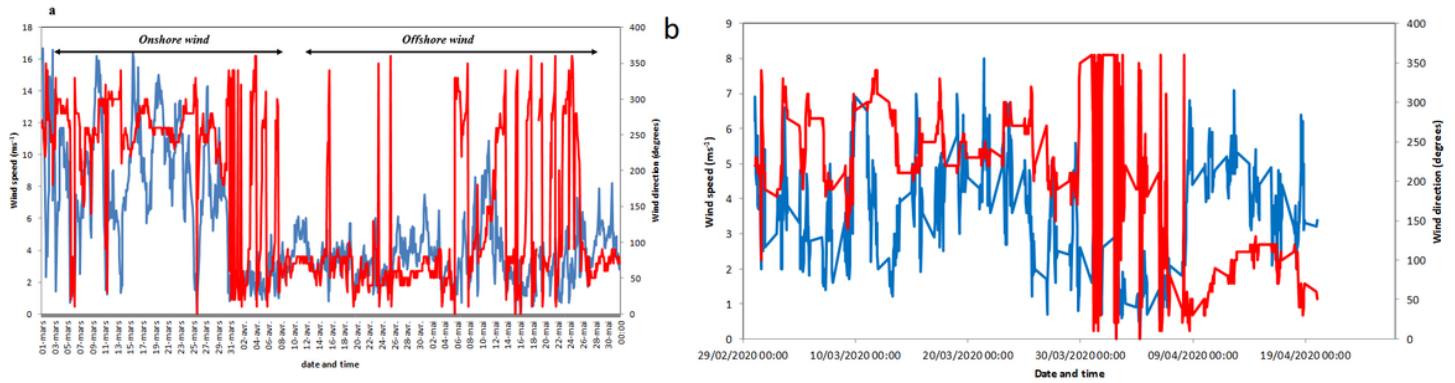 a
Onshore wind
Offshore wind
18
16
14
12
10
8
6
4
2
0
Wind speed (ms-1)
400
350
300
250
200
150
100
50
0
Wind direction (degrees)
01-mars
03-mars
05-mars
07-mars
09-mars
11-mars
13-mars
15-mars
17-mars
19-mars
21-mars
23-mars
25-mars
27-mars
29-mars
31-mars
02-avr.
04-avr.
06-avr.
08-avr.
10-avr.
12-avr.
14-avr.
16-avr.
18-avr.
20-avr.
22-avr.
24-avr.
26-avr.
28-avr.
30-avr.
02-mai
04-mai
06-mai
08-mai
10-mai
12-mai
14-mai
16-mai
18-mai
20-mai
22-mai
24-mai
26-mai
28-mai
30-mai
00:00
date and time
b
9
8
7
6
5
4
3
2
1
0
Wind speed (ms-1)
400
350
300
250
200
150
100
50
0
Wind direction (degrees)
29/02/2020 00:00
10/03/2020 00:00
20/03/2020 00:00
30/03/2020 00:00
09/04/2020 00:00
19/04/2020 00:00
Date and time